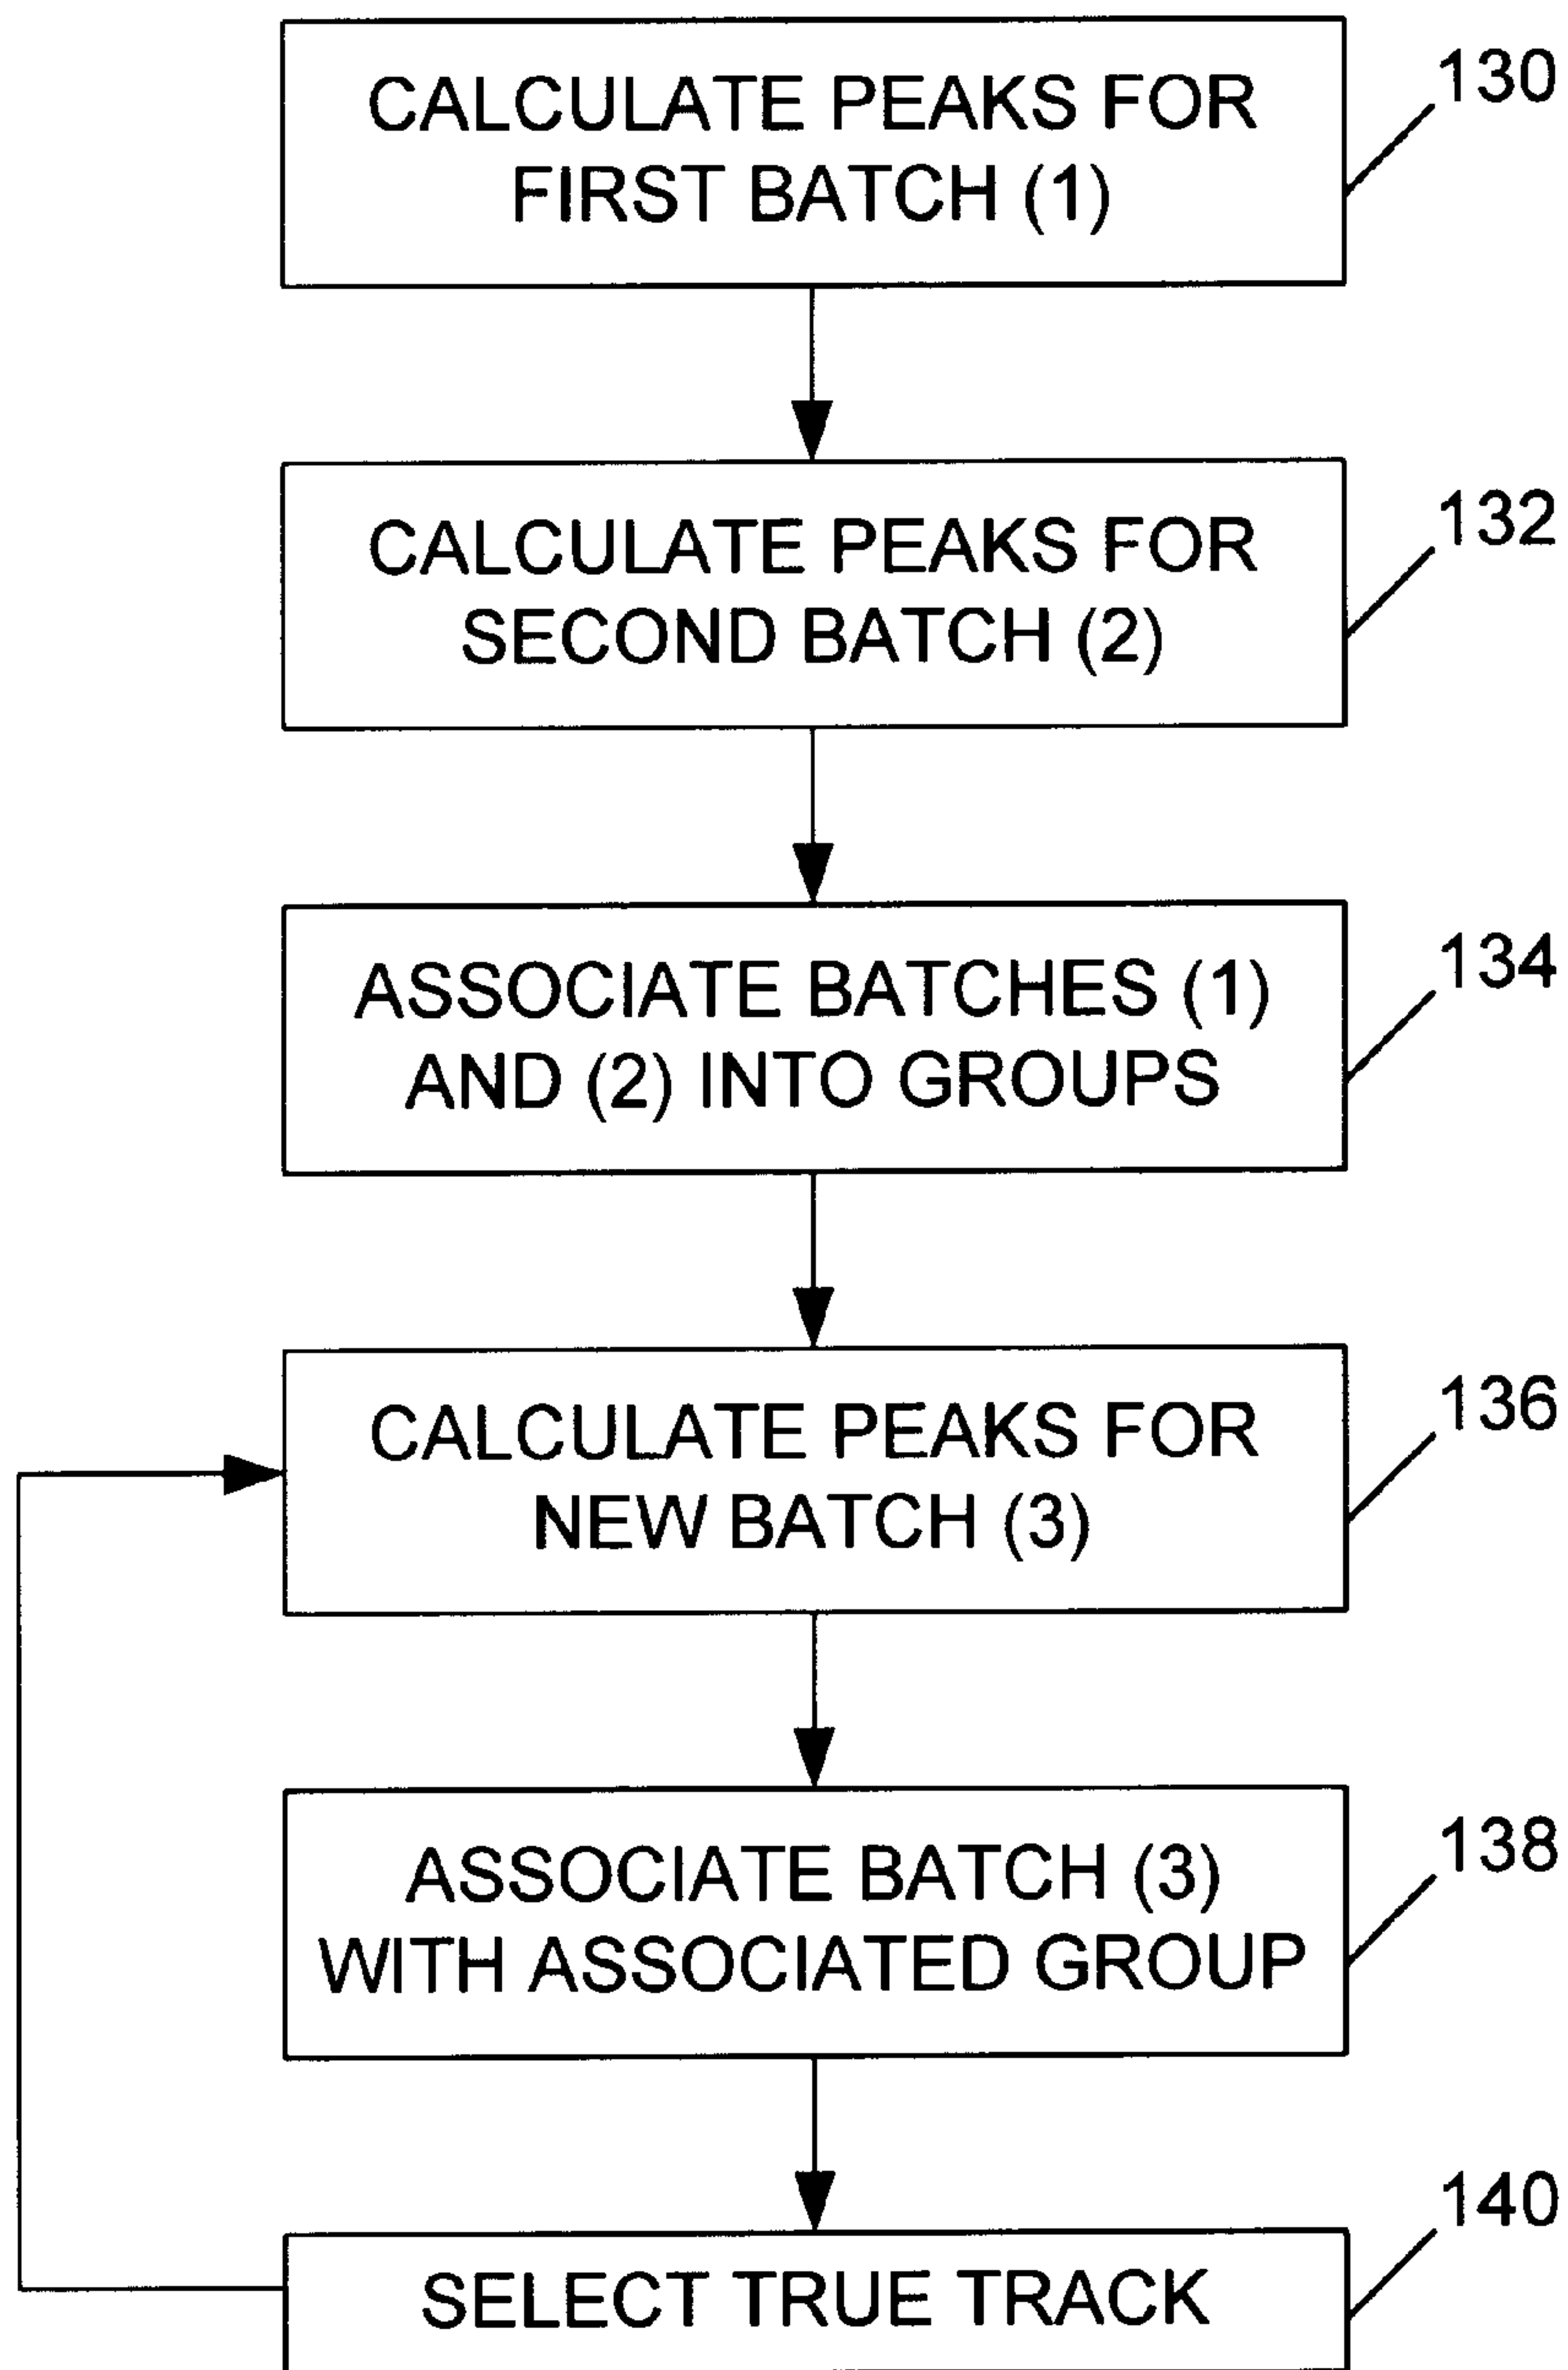 CALCULATE PEAKS FOR
FIRST BATCH (1)
130
CALCULATE PEAKS FOR
SECOND BATCH (2)
132
ASSOCIATE BATCHES (1)
AND (2) INTO GROUPS
134
CALCULATE PEAKS FOR
NEW BATCH (3)
136
ASSOCIATE BATCH (3)
WITH ASSOCIATED GROUP
138
SELECT TRUE TRACK
140